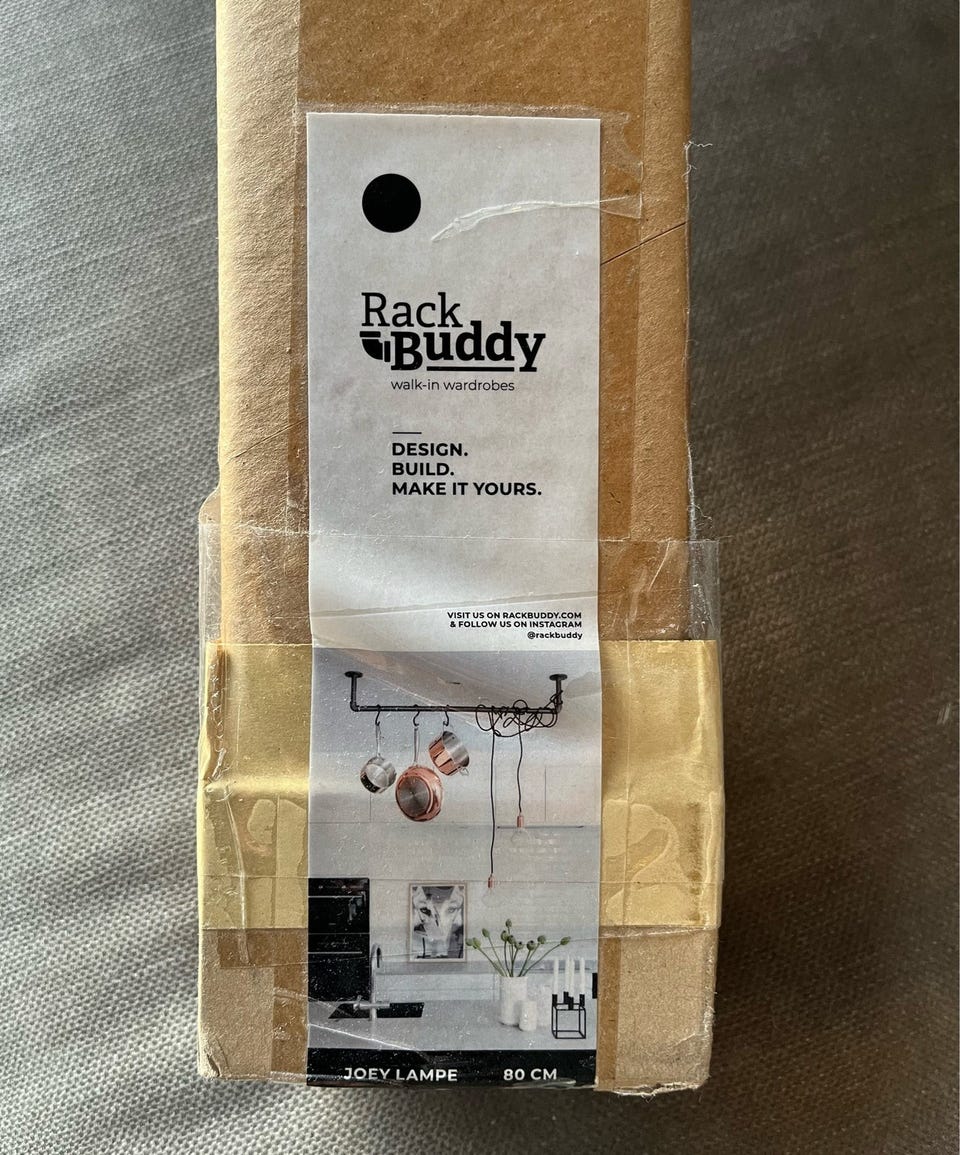 Rack
Buddy
walk-in wardrobes
DESIGN.
BUILD.
MAKE IT YOURS.
VISIT US ON RACKBUDDY.COM
& FOLLOW US ON INSTAGRAM
@rackbuddy
JOEY LAMPE 80 CM